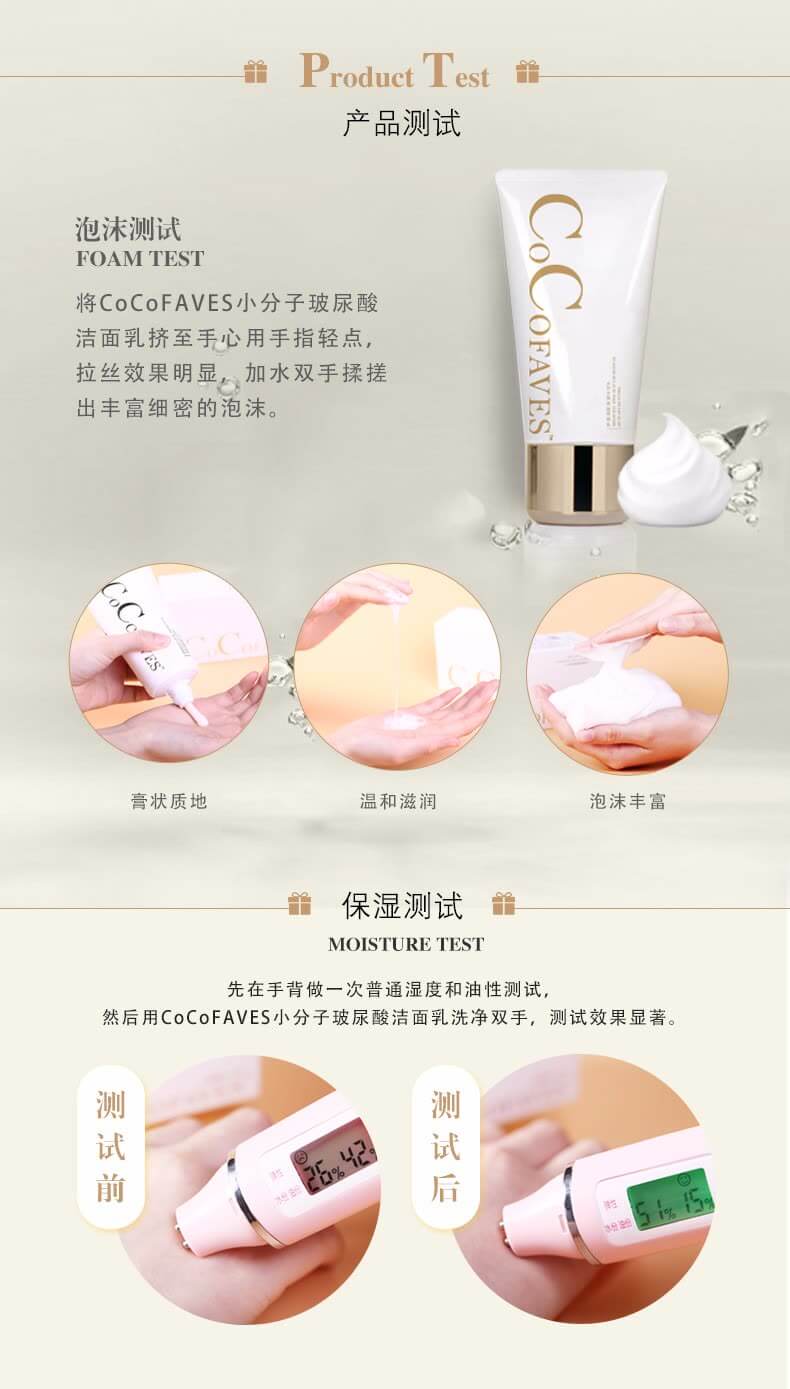 Product Test
产品测试
泡沫测试
FOAM TEST
将CoCoFAVES小分子玻尿酸
洁面乳挤至手心用手指轻点,
拉丝效果明显, 加水双手揉搓
出丰富细密的泡沫。
CoCoFAVES™
膏状质地
温和滋润
泡沫丰富
保湿测试
MOISTURE TEST
先在手背做一次普通湿度和油性测试,
然后用CoCoFAVES小分子玻尿酸洁面乳洗净双手, 测试效果显著。
测试前
26% 42%
测试后
51% 15%